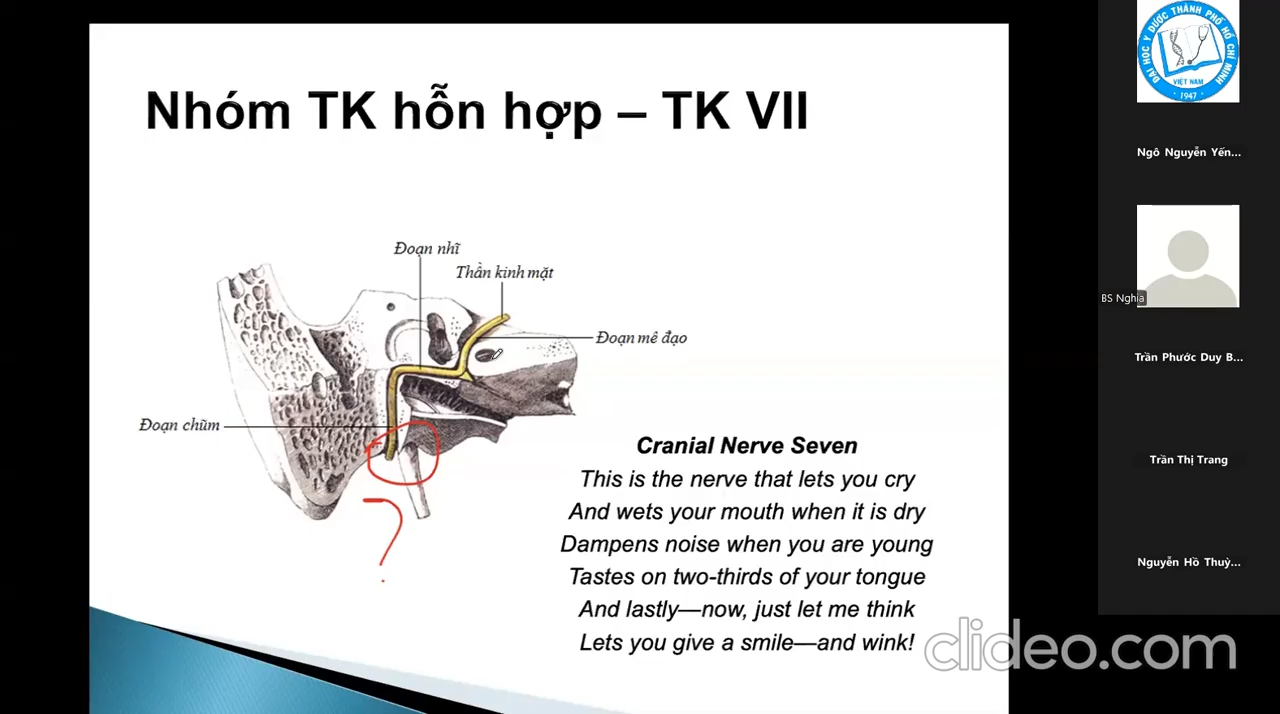 Nhóm TK hỗn hợp – TK VII
Đoạn nhĩ
Thần kinh mặt
Đoạn mê đạo
Đoạn chũm
?
Cranial Nerve Seven
This is the nerve that lets you cry
And wets your mouth when it is dry
Dampens noise when you are young
Tastes on two-thirds of your tongue
And lastly—now, just let me think
Lets you give a smile—and wink!
clideo.com
ĐẠI HỌC Y DƯỢC THÀNH PHỐ HỒ CHÍ MINH
VIỆT NAM
1947
Ngô Nguyễn Yến...
BS Nghia
Trần Phước Duy B...
Trần Thị Trang
Nguyễn Hồ Thuỳ...